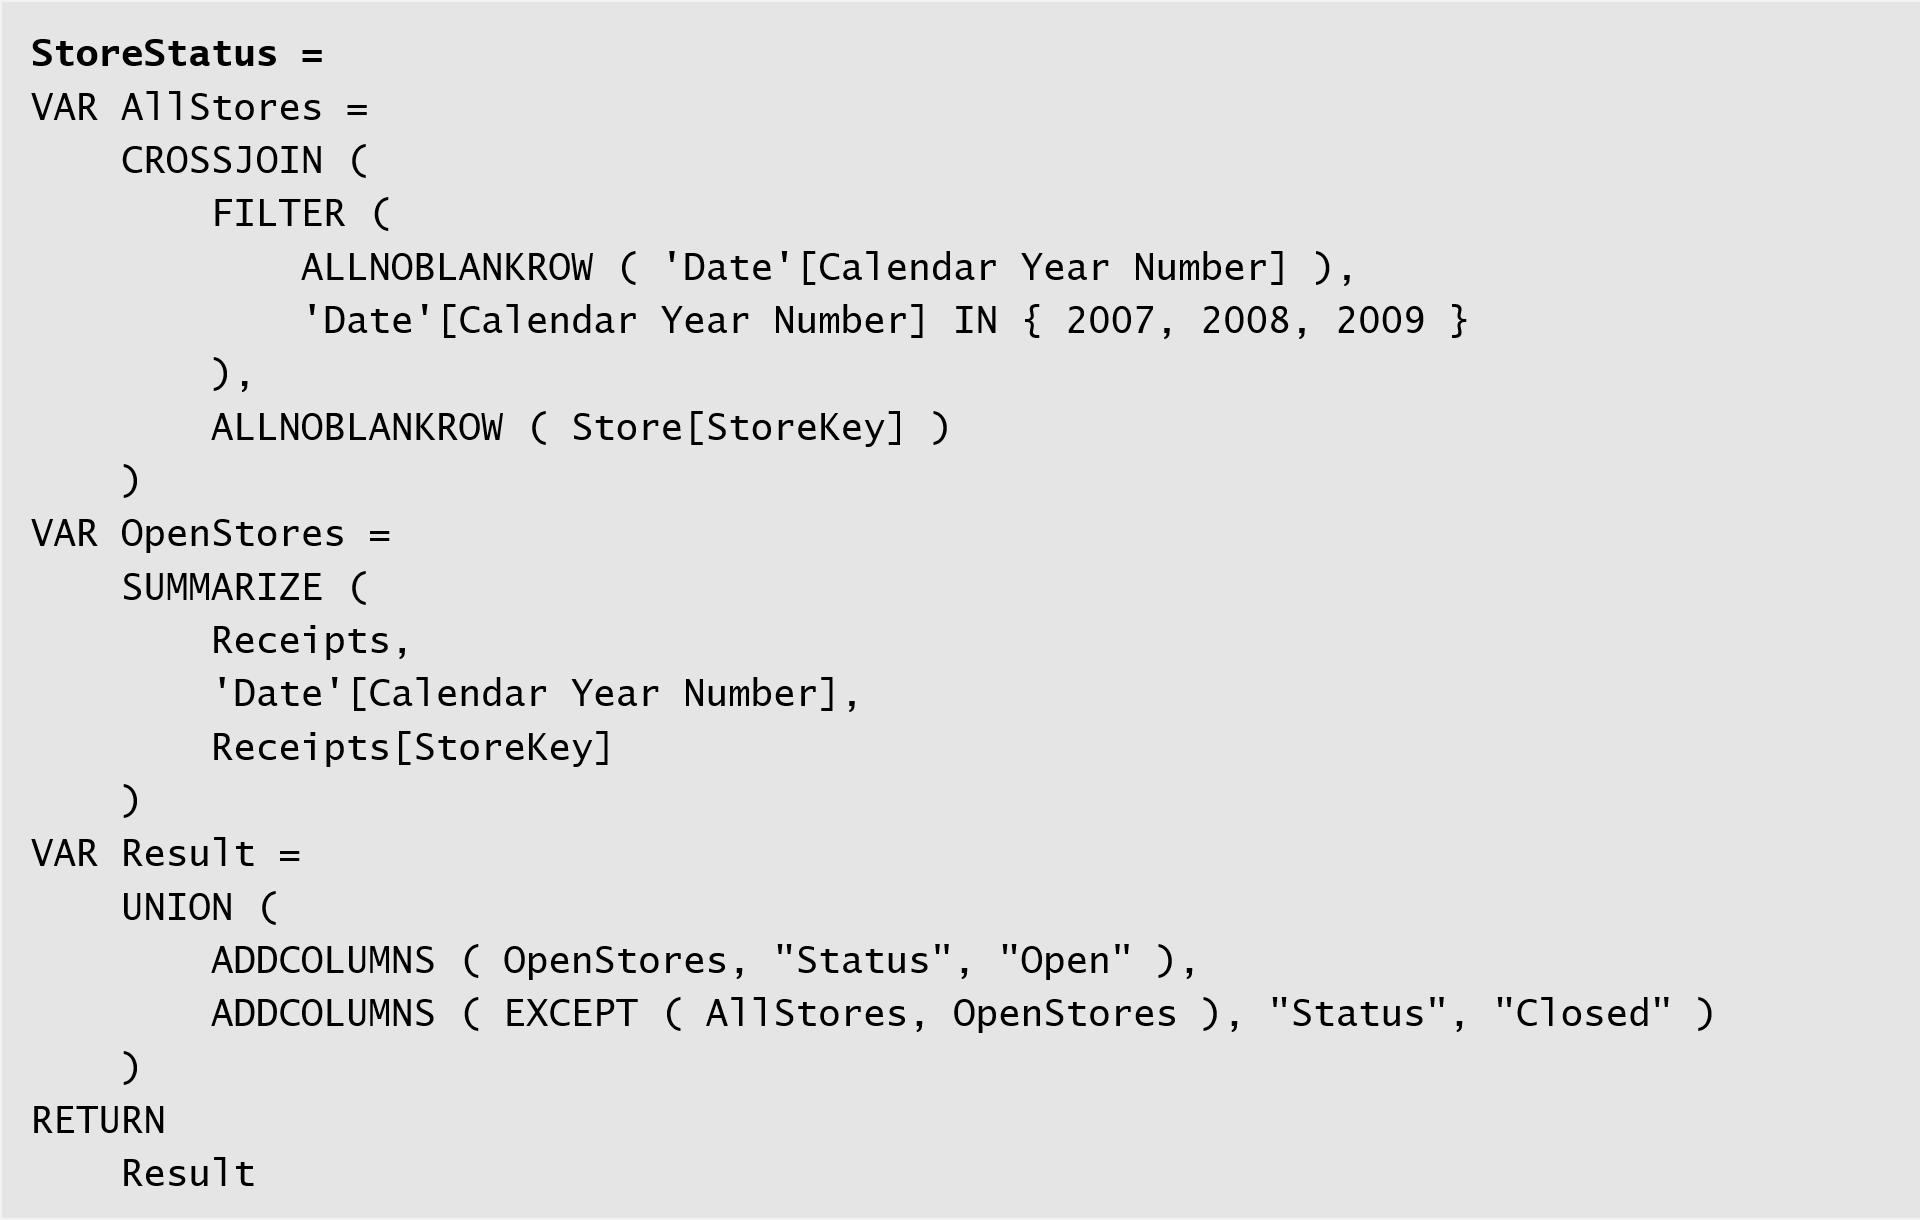 StoreStatus =
VAR AllStores =
    CROSSJOIN (
        FILTER (
            ALLNOBLANKROW ( 'Date'[Calendar Year Number] ),
            'Date'[Calendar Year Number] IN { 2007, 2008, 2009 }
        ),
        ALLNOBLANKROW ( Store[StoreKey] )
    )
VAR OpenStores =
    SUMMARIZE (
        Receipts,
        'Date'[Calendar Year Number],
        Receipts[StoreKey]
    )
VAR Result =
    UNION (
        ADDCOLUMNS ( OpenStores, "Status", "Open" ),
        ADDCOLUMNS ( EXCEPT ( AllStores, OpenStores ), "Status", "Closed" )
    )
RETURN
    Result